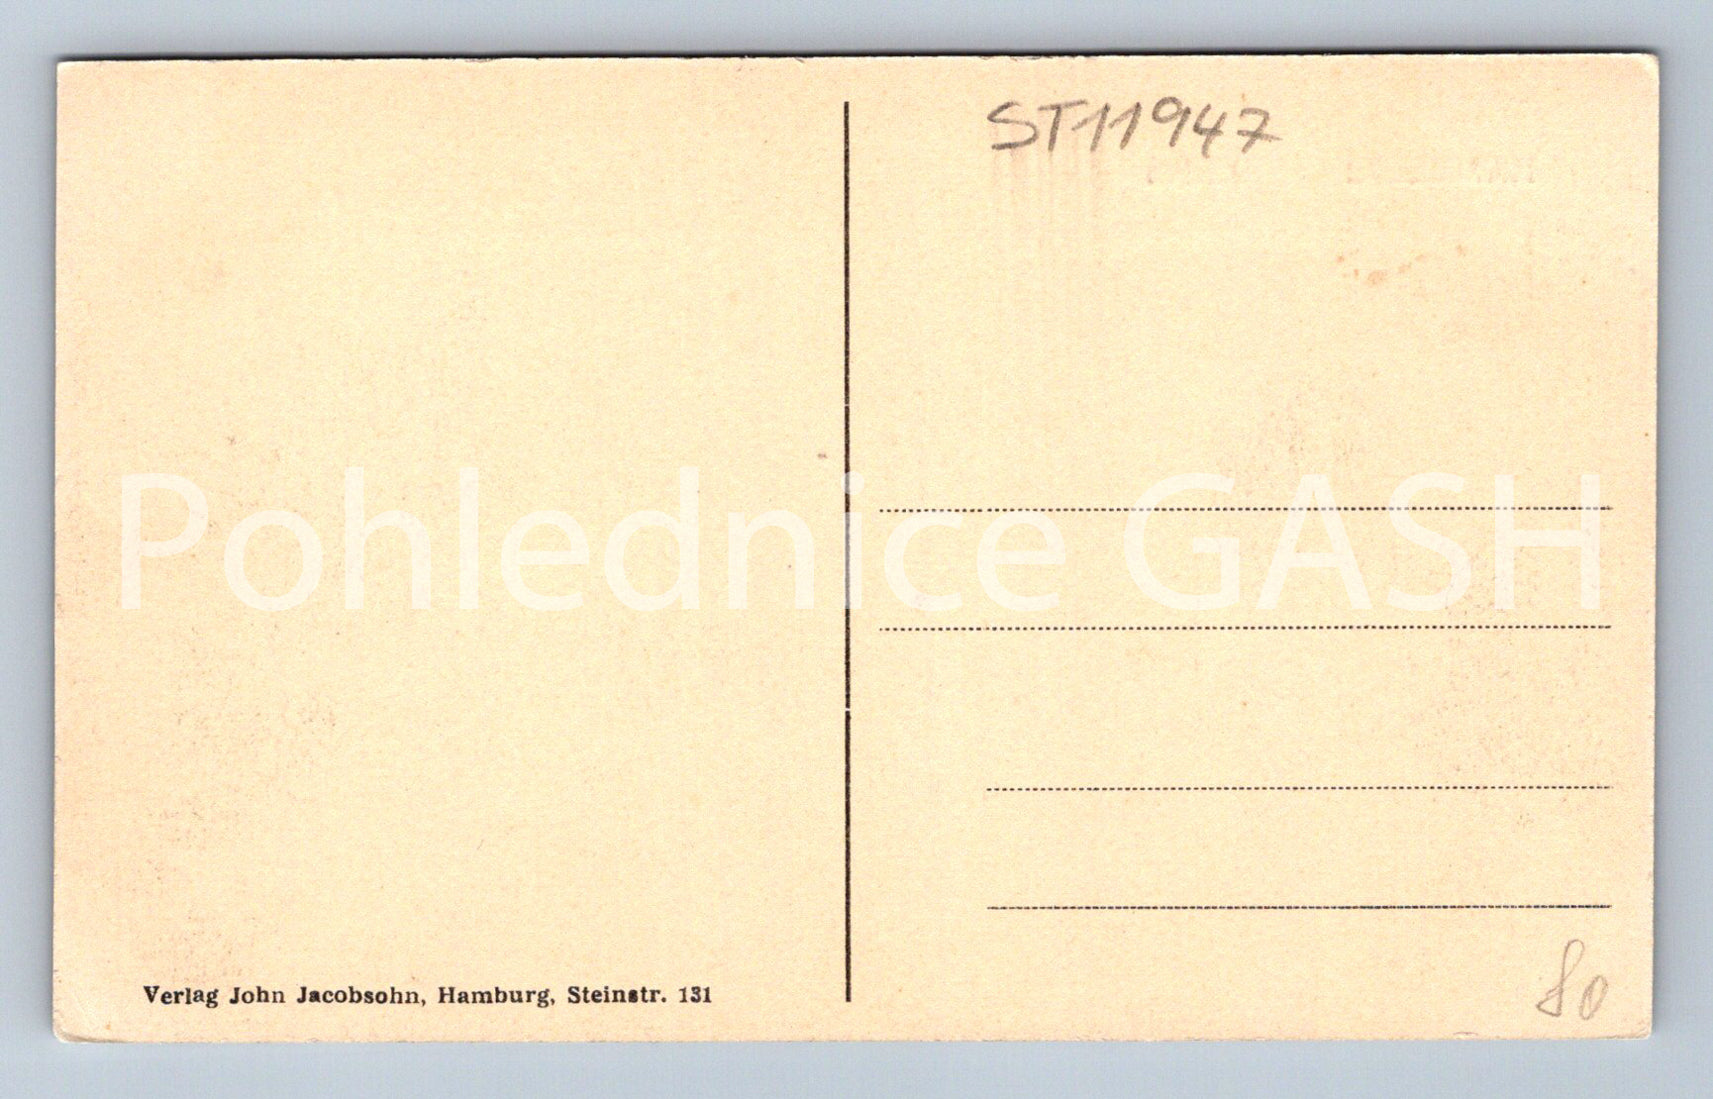 ST11947
Pohlednice GASH
Verlag John Jacobsohn, Hamburg, Steinstr. 131
80